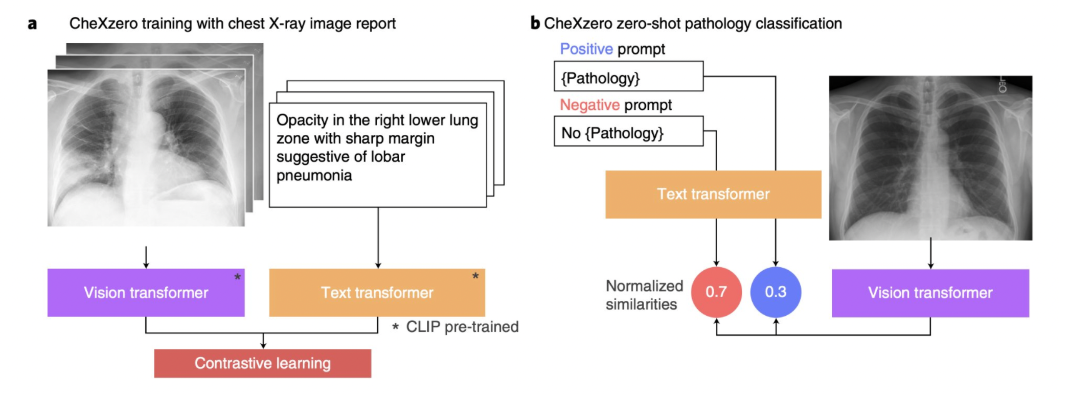 a CheXzero training with chest X-ray image report
Opacity in the right lower lung
zone with sharp margin
suggestive of lobar
pneumonia
Vision transformer *
Text transformer *
* CLIP pre-trained
Contrastive learning
b CheXzero zero-shot pathology classification
Positive prompt
{Pathology}
Negative prompt
No {Pathology}
Text transformer
Normalized
similarities
0.7
0.3
Vision transformer